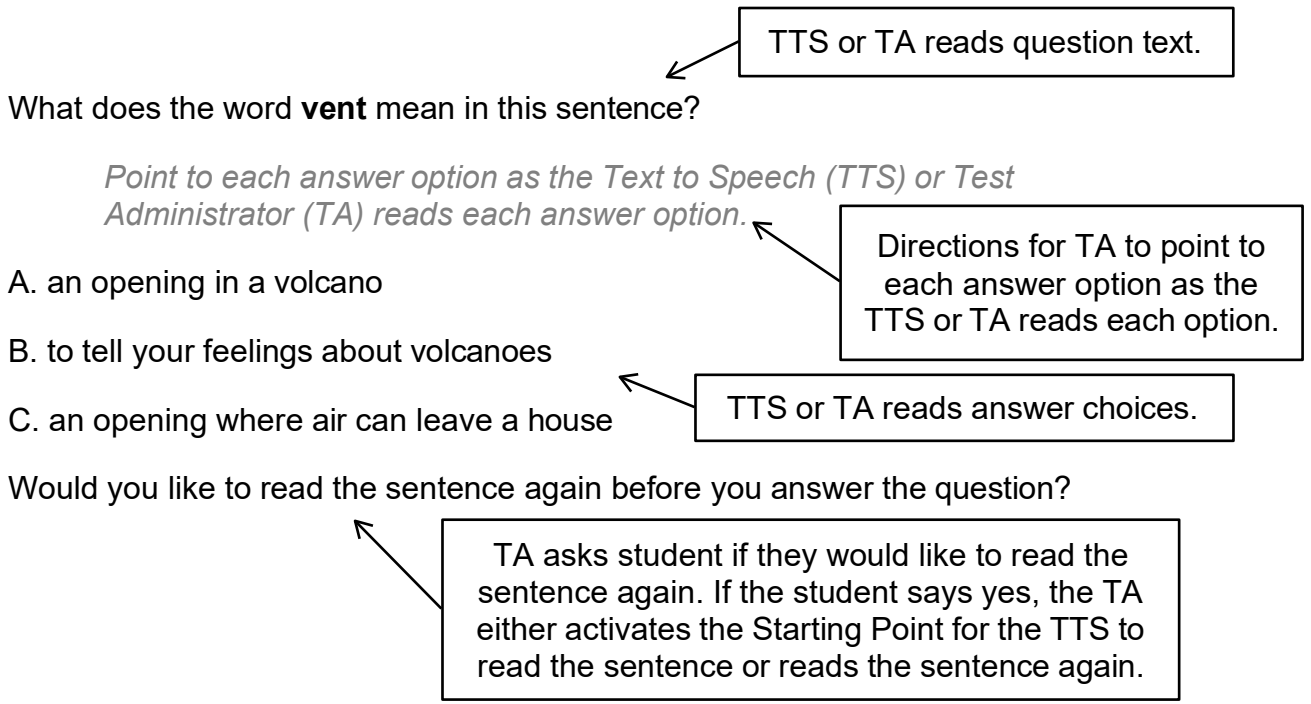 TTS or TA reads question text.
What does the word vent mean in this sentence?
Point to each answer option as the Text to Speech (TTS) or Test
Administrator (TA) reads each answer option.
Directions for TA to point to
each answer option as the
TTS or TA reads each option.
A. an opening in a volcano
B. to tell your feelings about volcanoes
TTS or TA reads answer choices.
C. an opening where air can leave a house
Would you like to read the sentence again before you answer the question?
TA asks student if they would like to read the
sentence again. If the student says yes, the TA
either activates the Starting Point for the TTS to
read the sentence or reads the sentence again.